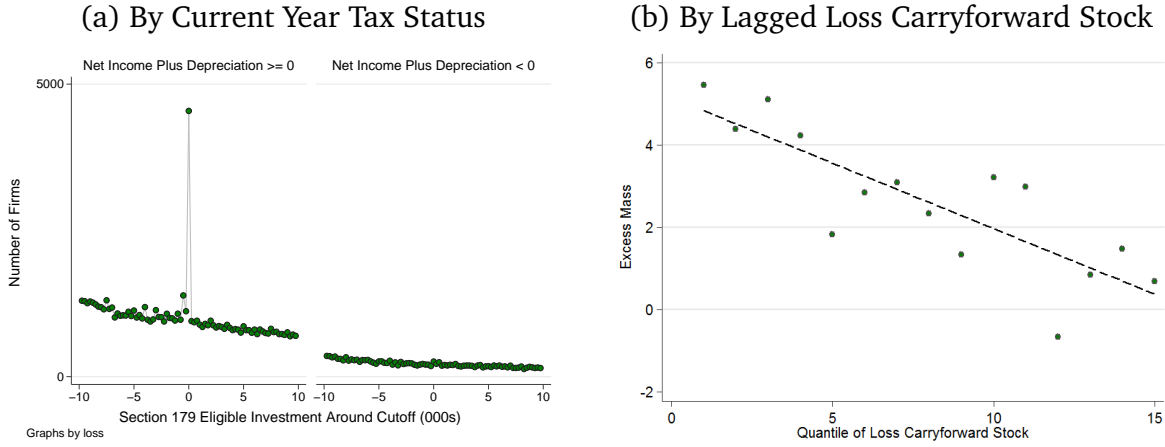 (a) By Current Year Tax Status
Net Income Plus Depreciation >= 0
Net Income Plus Depreciation < 0
5000
0
Number of Firms
−10 −5 0 5 10
−10 −5 0 5 10
Section 179 Eligible Investment Around Cutoff (000s)
Graphs by loss
(b) By Lagged Loss Carryforward Stock
6
4
2
0
-2
Excess Mass
0 5 10 15
Quantile of Loss Carryforward Stock